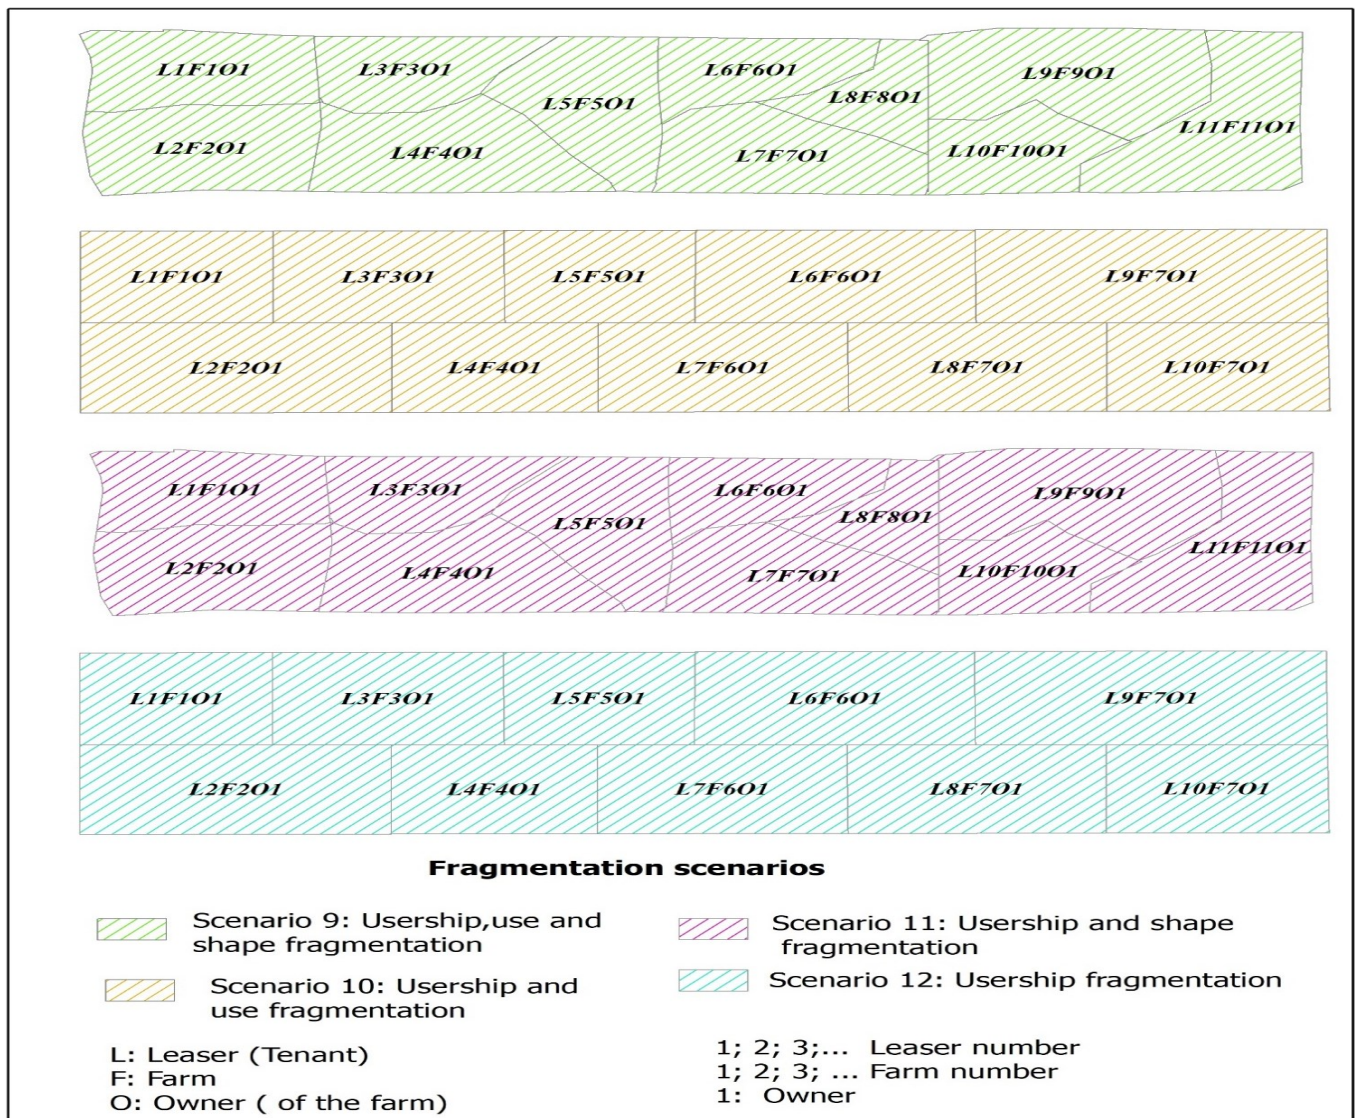 L1F1O1 L3F3O1 L5F5O1 L6F6O1 L8F8O1 L9F9O1 L11F11O1
L2F2O1 L4F4O1 L7F7O1 L10F10O1
L1F1O1 L3F3O1 L5F5O1 L6F6O1 L9F7O1
L2F2O1 L4F4O1 L7F6O1 L8F7O1 L10F7O1
L1F1O1 L3F3O1 L5F5O1 L6F6O1 L8F8O1 L9F9O1 L11F11O1
L2F2O1 L4F4O1 L7F7O1 L10F10O1
L1F1O1 L3F3O1 L5F5O1 L6F6O1 L9F7O1
L2F2O1 L4F4O1 L7F6O1 L8F7O1 L10F7O1
Fragmentation scenarios
Scenario 9: Usership,use and
shape fragmentation
Scenario 10: Usership and
use fragmentation
Scenario 11: Usership and shape
fragmentation
Scenario 12: Usership fragmentation
L: Leaser (Tenant)
F: Farm
O: Owner ( of the farm)
1; 2; 3;... Leaser number
1; 2; 3; ... Farm number
1: Owner